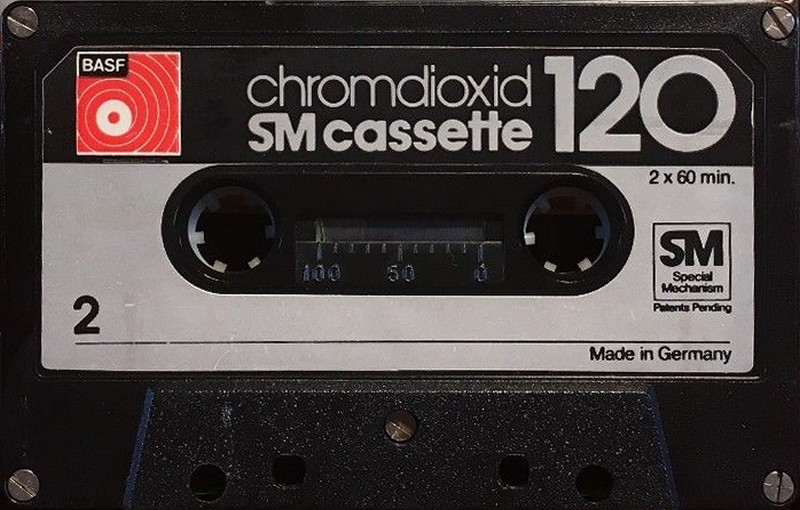 BASF
chromdioxid
SM cassette
120
2 x 60 min.
SM
Special
Mechanism
Patents Pending
100 50 0
2
Made in Germany